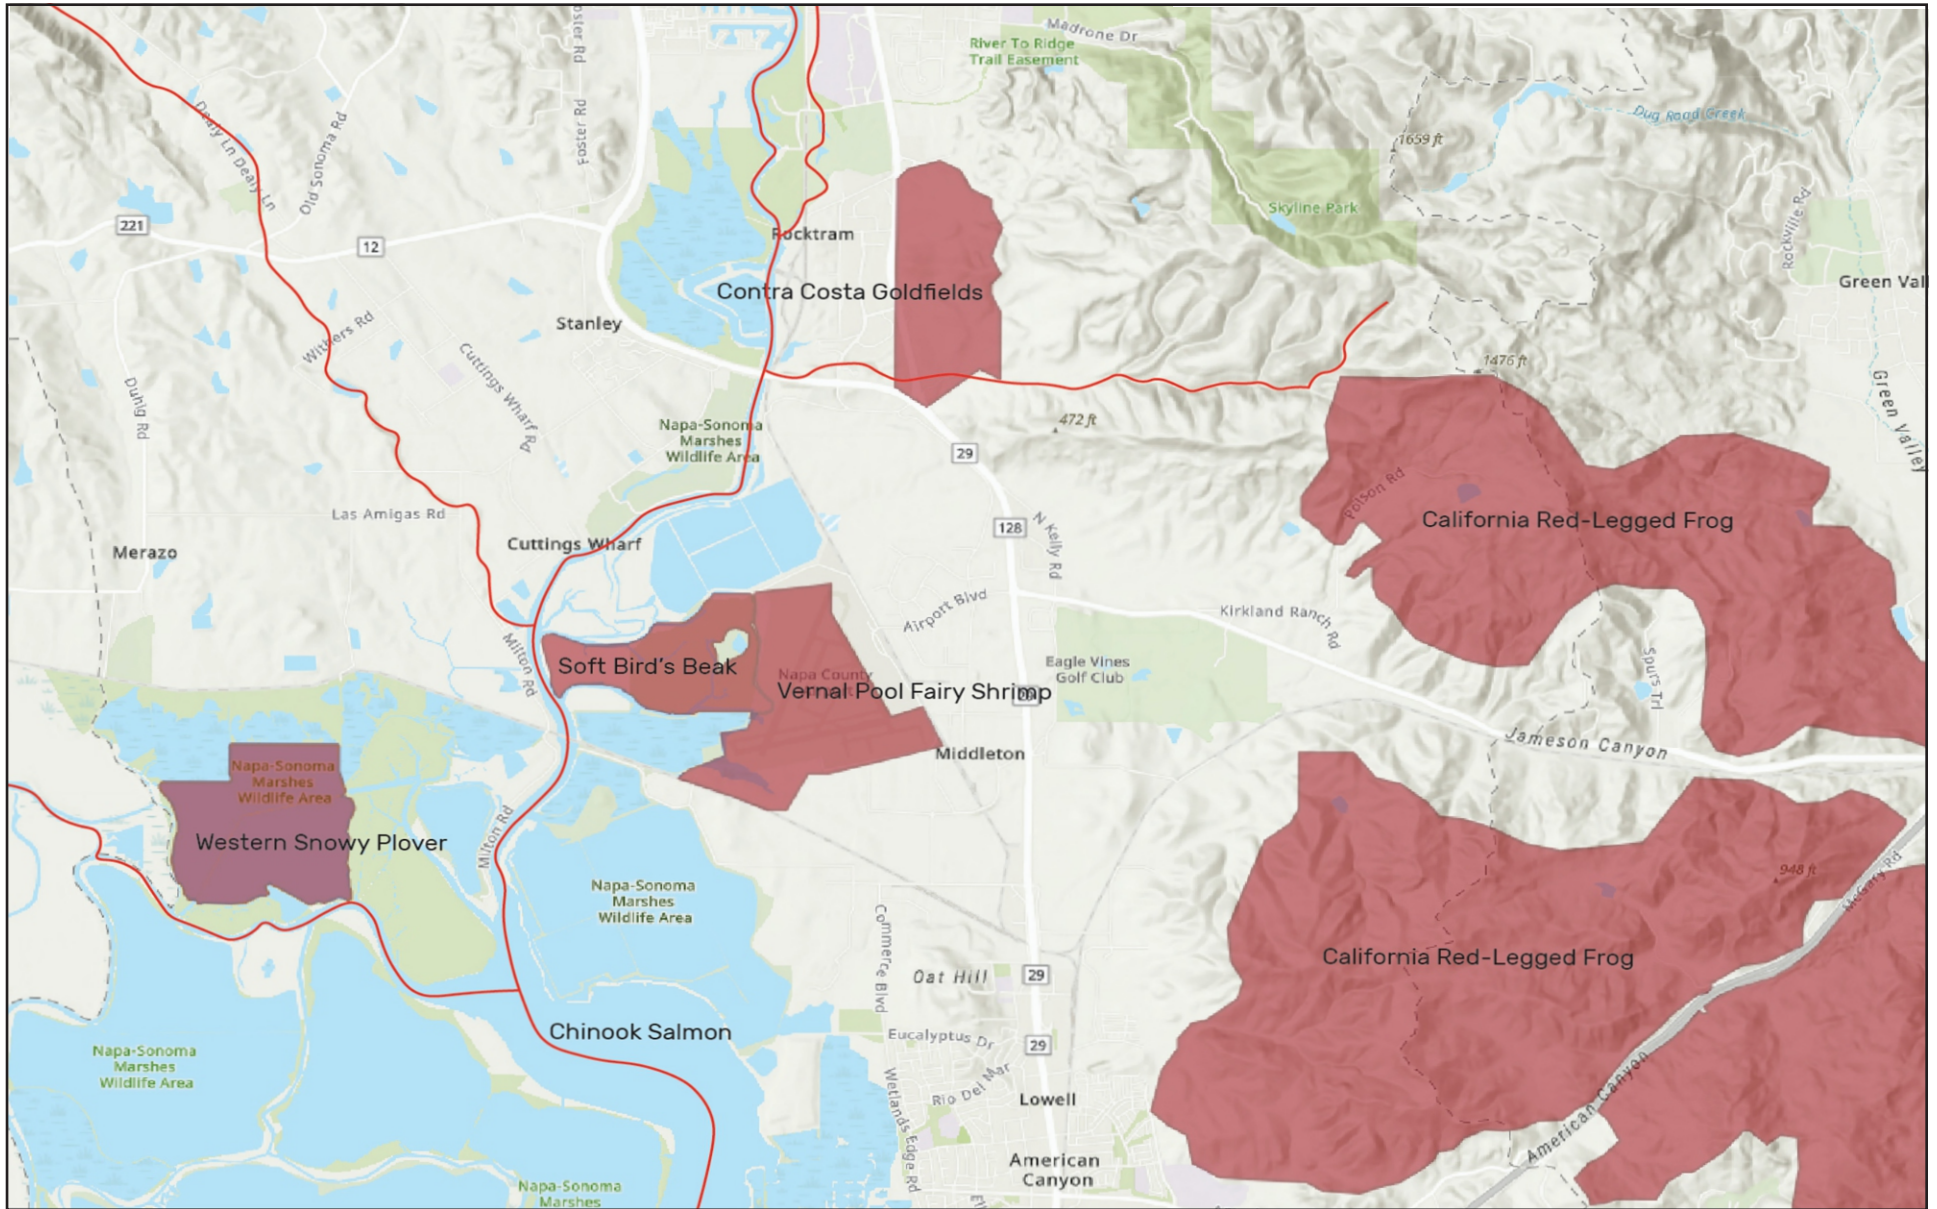 oster Rd
Madrone Dr
River To Ridge
Trail Easement
Dealy Ln Dealy Ln
Old Sonoma Rd
Foster Rd
Dug Road Creek
1659 ft
221
12
Rocktram
Skyline Park
Rockville Rd
Green Val
Contra Costa Goldfields
Stanley
Withers Rd
Cuttings Wharf Rd
Duhig Rd
1476 ft
Green Valley
Napa-Sonoma
Marshes
Wildlife Area
472 ft
29
Polson Rd
California Red-Legged Frog
Las Amigas Rd
128
N Kelly Rd
Cuttings Wharf
Merazo
Airport Blvd
Kirkland Ranch Rd
Milton Rd
Soft Bird's Beak
Napa County
Vernal Pool Fairy Shrimp
29
Eagle Vines
Golf Club
Spurs Trl
Middleton
Jameson Canyon
Napa-Sonoma
Marshes
Wildlife Area
Western Snowy Plover
Milton Rd
Napa-Sonoma
Marshes
Wildlife Area
948 ft
McGary Rd
Commerce Blvd
California Red-Legged Frog
Oat Hill
29
Chinook Salmon
Eucalyptus Dr
29
Napa-Sonoma
Marshes
Wildlife Area
Rio Del Mar
Wetlands Edge Rd
Lowell
American Canyon
American
Canyon
Napa-Sonoma
Marshes